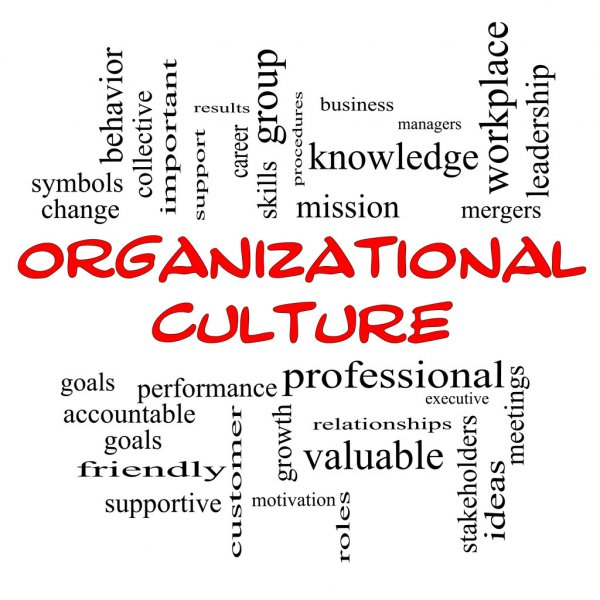 behavior
collective
important
results
support
career
group
skills
procedures
business
managers
knowledge
workplace
leadership
symbols
change
mission
mergers
ORGANIZATIONAL
CULTURE
goals
performance
professional
executive
meetings
accountable
goals
customer
growth
relationships
valuable
stakeholders
ideas
friendly
supportive
motivation
roles